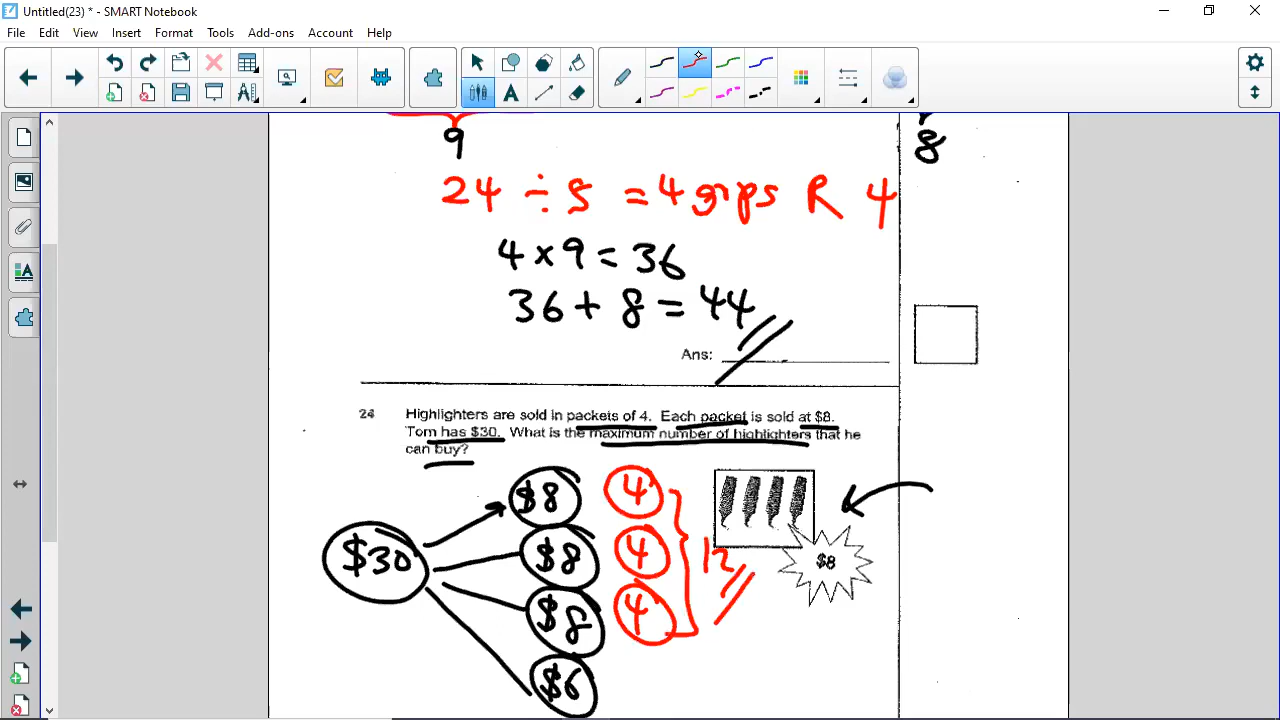 Untitled(23) * - SMART Notebook
File Edit View Insert Format Tools Add-ons Account Help
9
8
24 ÷ 5 = 4 grps R 4
4 × 9 = 36
36 + 8 = 44
Ans:
24 Highlighters are sold in packets of 4. Each packet is sold at $8.
Tom has $30. What is the maximum number of highlighters that he
can buy?
$8 4
$30 $8 4 12 $8
$8 4
$6